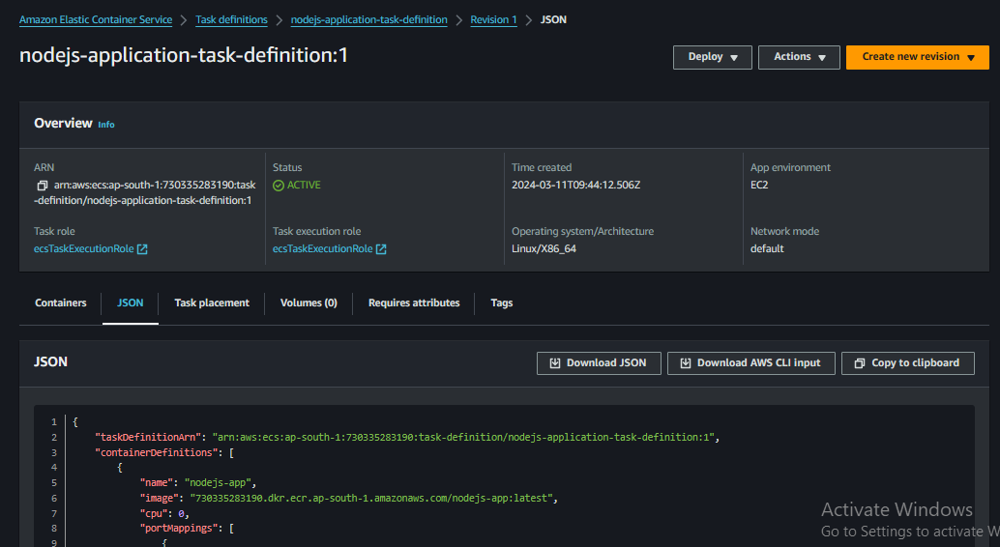 Amazon Elastic Container Service > Task definitions > nodejs-application-task-definition > Revision 1 > JSON
nodejs-application-task-definition:1
Deploy Actions Create new revision
Overview Info
ARN
arn:aws:ecs:ap-south-1:730335283190:task
-definition/nodejs-application-task-definition:1
Status
ACTIVE
Time created
2024-03-11T09:44:12.506Z
App environment
EC2
Task role
ecsTaskExecutionRole
Task execution role
ecsTaskExecutionRole
Operating system/Architecture
Linux/X86_64
Network mode
default
Containers JSON Task placement Volumes (0) Requires attributes Tags
JSON
Download JSON Download AWS CLI input Copy to clipboard
1 {
2 "taskDefinitionArn": "arn:aws:ecs:ap-south-1:730335283190:task-definition/nodejs-application-task-definition:1",
3 "containerDefinitions": [
4 {
5 "name": "nodejs-app",
6 "image": "730335283190.dkr.ecr.ap-south-1.amazonaws.com/nodejs-app:latest",
7 "cpu": 0,
8 "portMappings": [
9 {
Activate Windows
Go to Settings to activate W